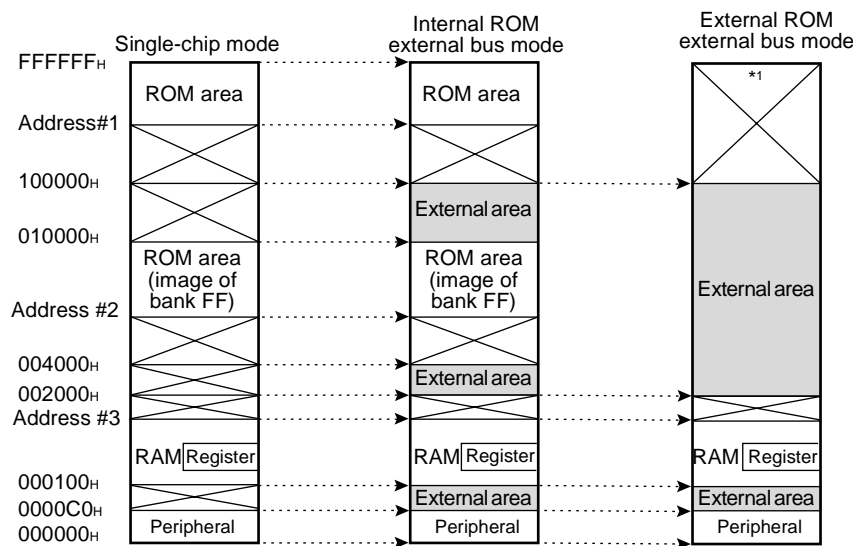 Single-chip mode
Internal ROM
external bus mode
External ROM
external bus mode
FFFFFFH
ROM area
ROM area
*1
Address#1
100000H
External area
010000H
ROM area
(image of
bank FF)
ROM area
(image of
bank FF)
External area
Address #2
004000H
External area
002000H
Address #3
RAM Register
RAM Register
RAM Register
000100H
External area
External area
0000C0H
Peripheral
Peripheral
Peripheral
000000H